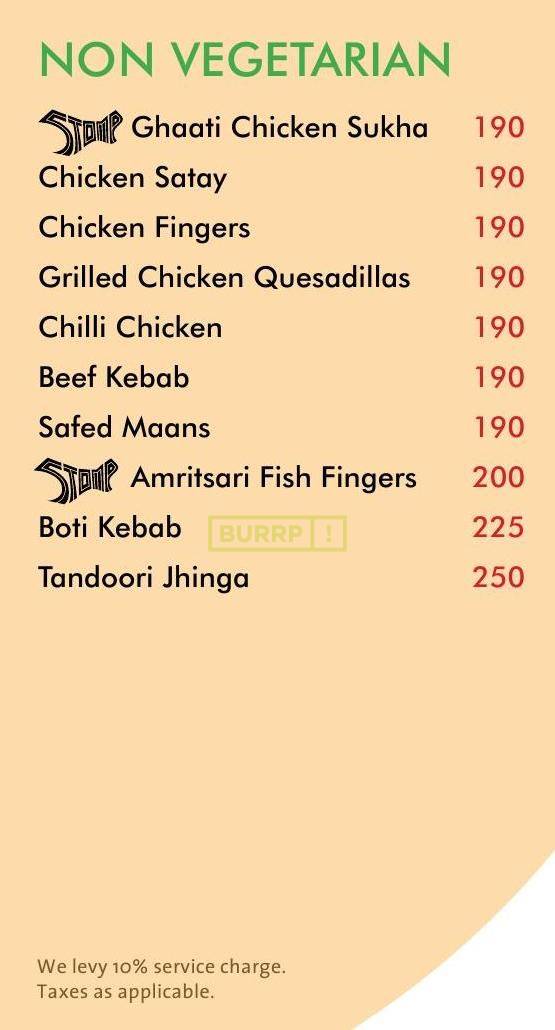 NON VEGETARIAN
STOMP Ghaati Chicken Sukha 190
Chicken Satay 190
Chicken Fingers 190
Grilled Chicken Quesadillas 190
Chilli Chicken 190
Beef Kebab 190
Safed Maans 190
STOMP Amritsari Fish Fingers 200
Boti Kebab 225
BURRP!
Tandoori Jhinga 250
We levy 10% service charge.
Taxes as applicable.